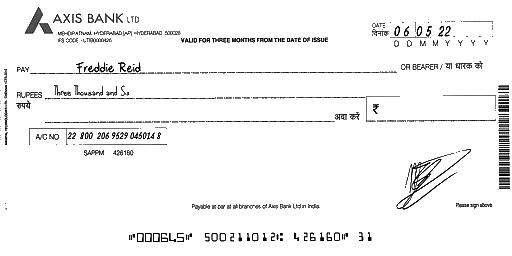 AXIS BANK LTD
MEHDIPATNAM, HYDERABAD [AP] HYDERABAD 500028
IFS CODE - UTIB0000426
VALID FOR THREE MONTHS FROM THE DATE OF ISSUE
DATE
दिनांक
06 05 22
D D M M Y Y Y Y
PAY Freddie Reid OR BEARER / या धारक को
RUPEES Three Thousand and Six
रुपये
अदा करें ₹
A/C NO 22 800 206 9529 045014 8
SAPPM 426160
Payable at par at all branches of Axis Bank Ltd in India.
Please sign above
"000645" 500211012: 426160" 31